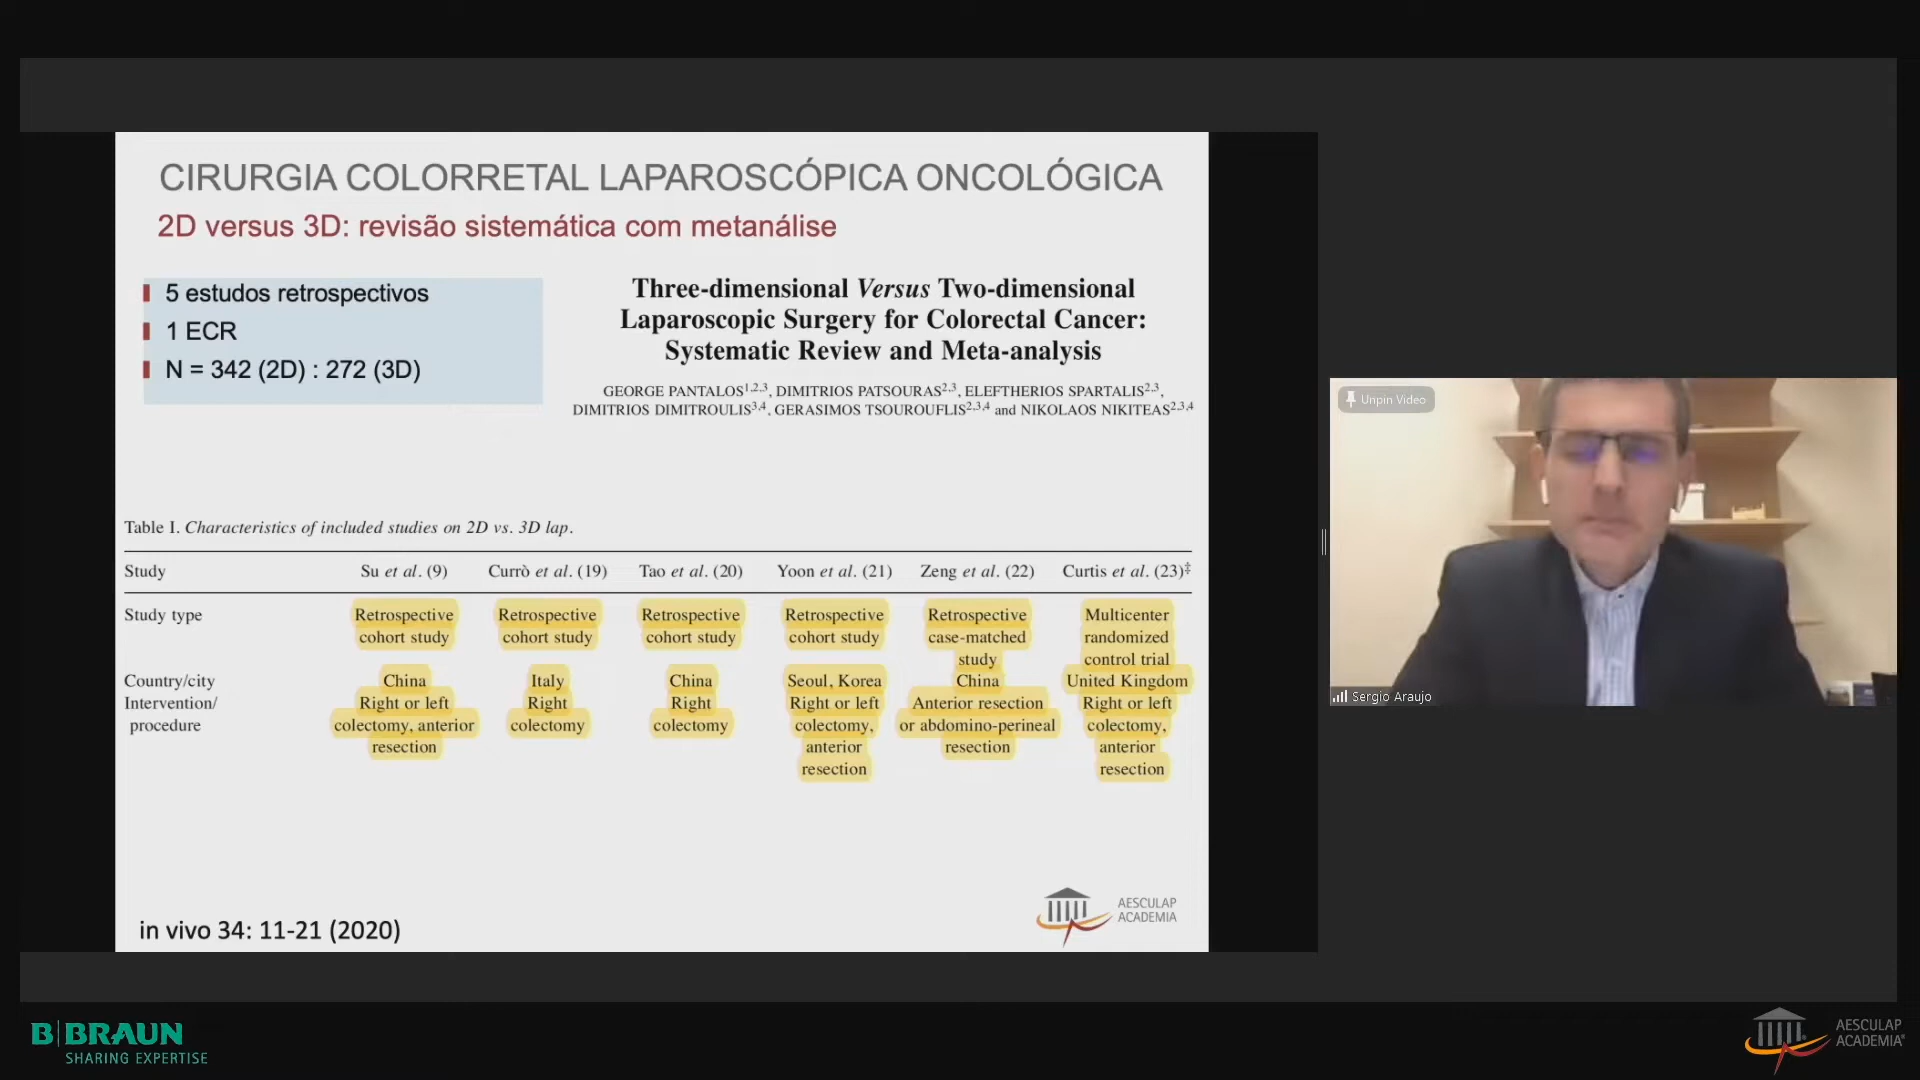 CIRURGIA COLORRETAL LAPAROSCÓPICA ONCOLÓGICA
2D versus 3D: revisão sistemática com metanálise
5 estudos retrospectivos
1 ECR
N = 342 (2D) : 272 (3D)
Three-dimensional Versus Two-dimensional
Laparoscopic Surgery for Colorectal Cancer:
Systematic Review and Meta-analysis
GEORGE PANTALOS1,2,3, DIMITRIOS PATSOURAS2,3, ELEFTHERIOS SPARTALIS2,3,
DIMITRIOS DIMITROULIS3,4, GERASIMOS TSOUROUFLIS2,3,4 and NIKOLAOS NIKITEAS2,3,4
Table I. Characteristics of included studies on 2D vs. 3D lap.
Study Su et al. (9) Currò et al. (19) Tao et al. (20) Yoon et al. (21) Zeng et al. (22) Curtis et al. (23)‡
Study type Retrospective Retrospective Retrospective Retrospective Retrospective Multicenter
cohort study cohort study cohort study cohort study case-matched randomized
study control trial
Country/city China Italy China Seoul, Korea China United Kingdom
Intervention/ Right or left Right Right Right or left Anterior resection Right or left
procedure colectomy, anterior colectomy colectomy colectomy, or abdomino-perineal colectomy,
resection anterior resection anterior
resection resection
in vivo 34: 11-21 (2020)
AESCULAP
ACADEMIA
Unpin Video
Sergio Araujo
B|BRAUN
SHARING EXPERTISE
AESCULAP
ACADEMIA®